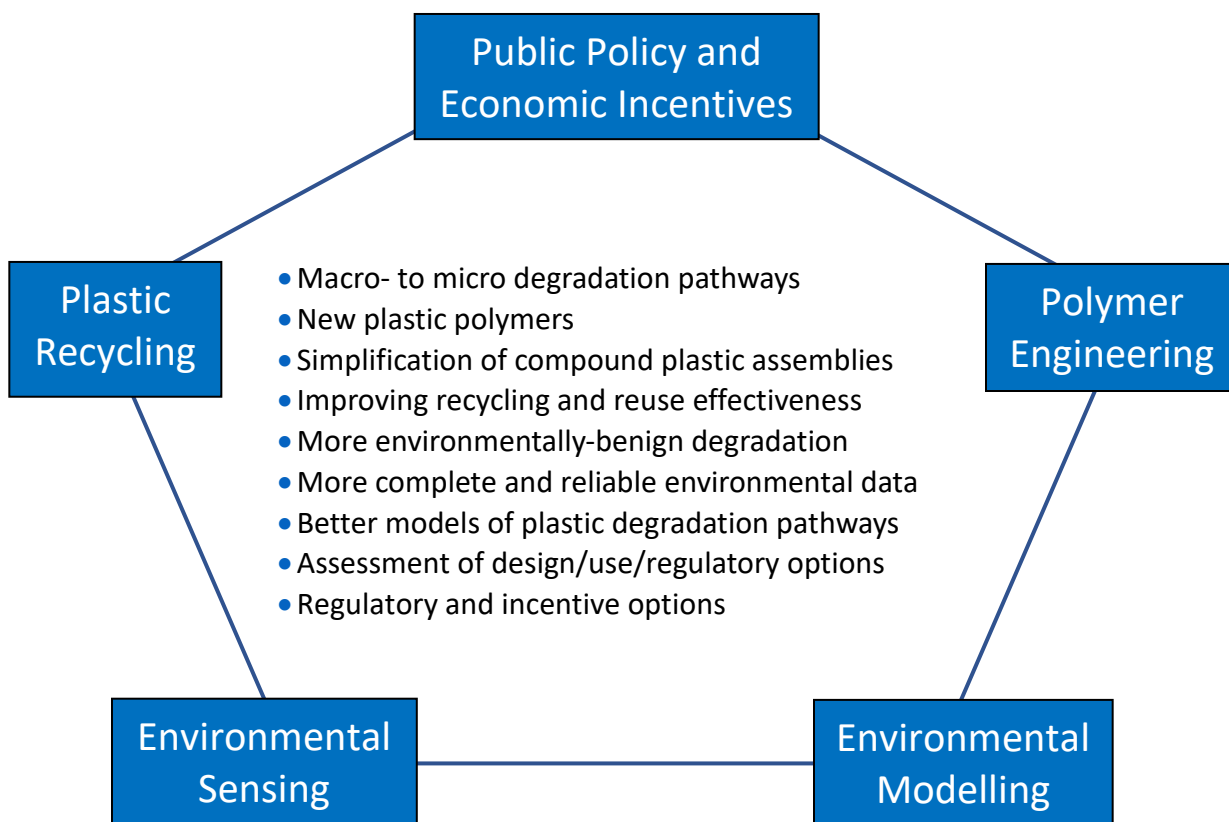 Public Policy and
Economic Incentives
Plastic
Recycling
• Macro- to micro degradation pathways
• New plastic polymers
• Simplification of compound plastic assemblies
• Improving recycling and reuse effectiveness
• More environmentally-benign degradation
• More complete and reliable environmental data
• Better models of plastic degradation pathways
• Assessment of design/use/regulatory options
• Regulatory and incentive options
Polymer
Engineering
Environmental
Sensing
Environmental
Modelling